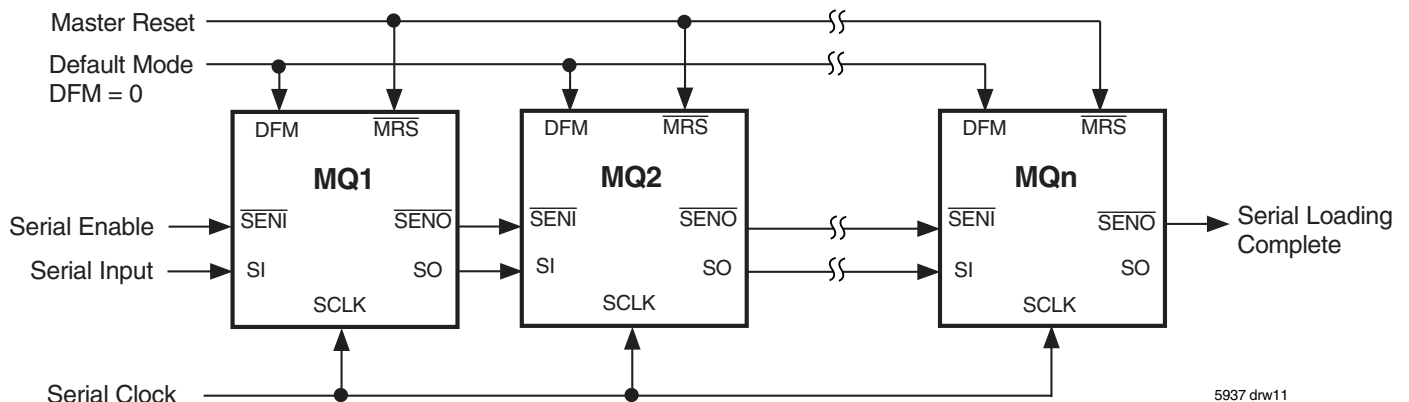 Master Reset
Default Mode
DFM = 0
DFM
MRS
MQ1
SENI
SENO
SI
SO
SCLK
DFM
MRS
MQ2
SENI
SENO
SI
SO
SCLK
DFM
MRS
MQn
SENI
SENO
SI
SO
SCLK
Serial Enable
Serial Input
Serial Loading
Complete
Serial Clock
5937 drw11